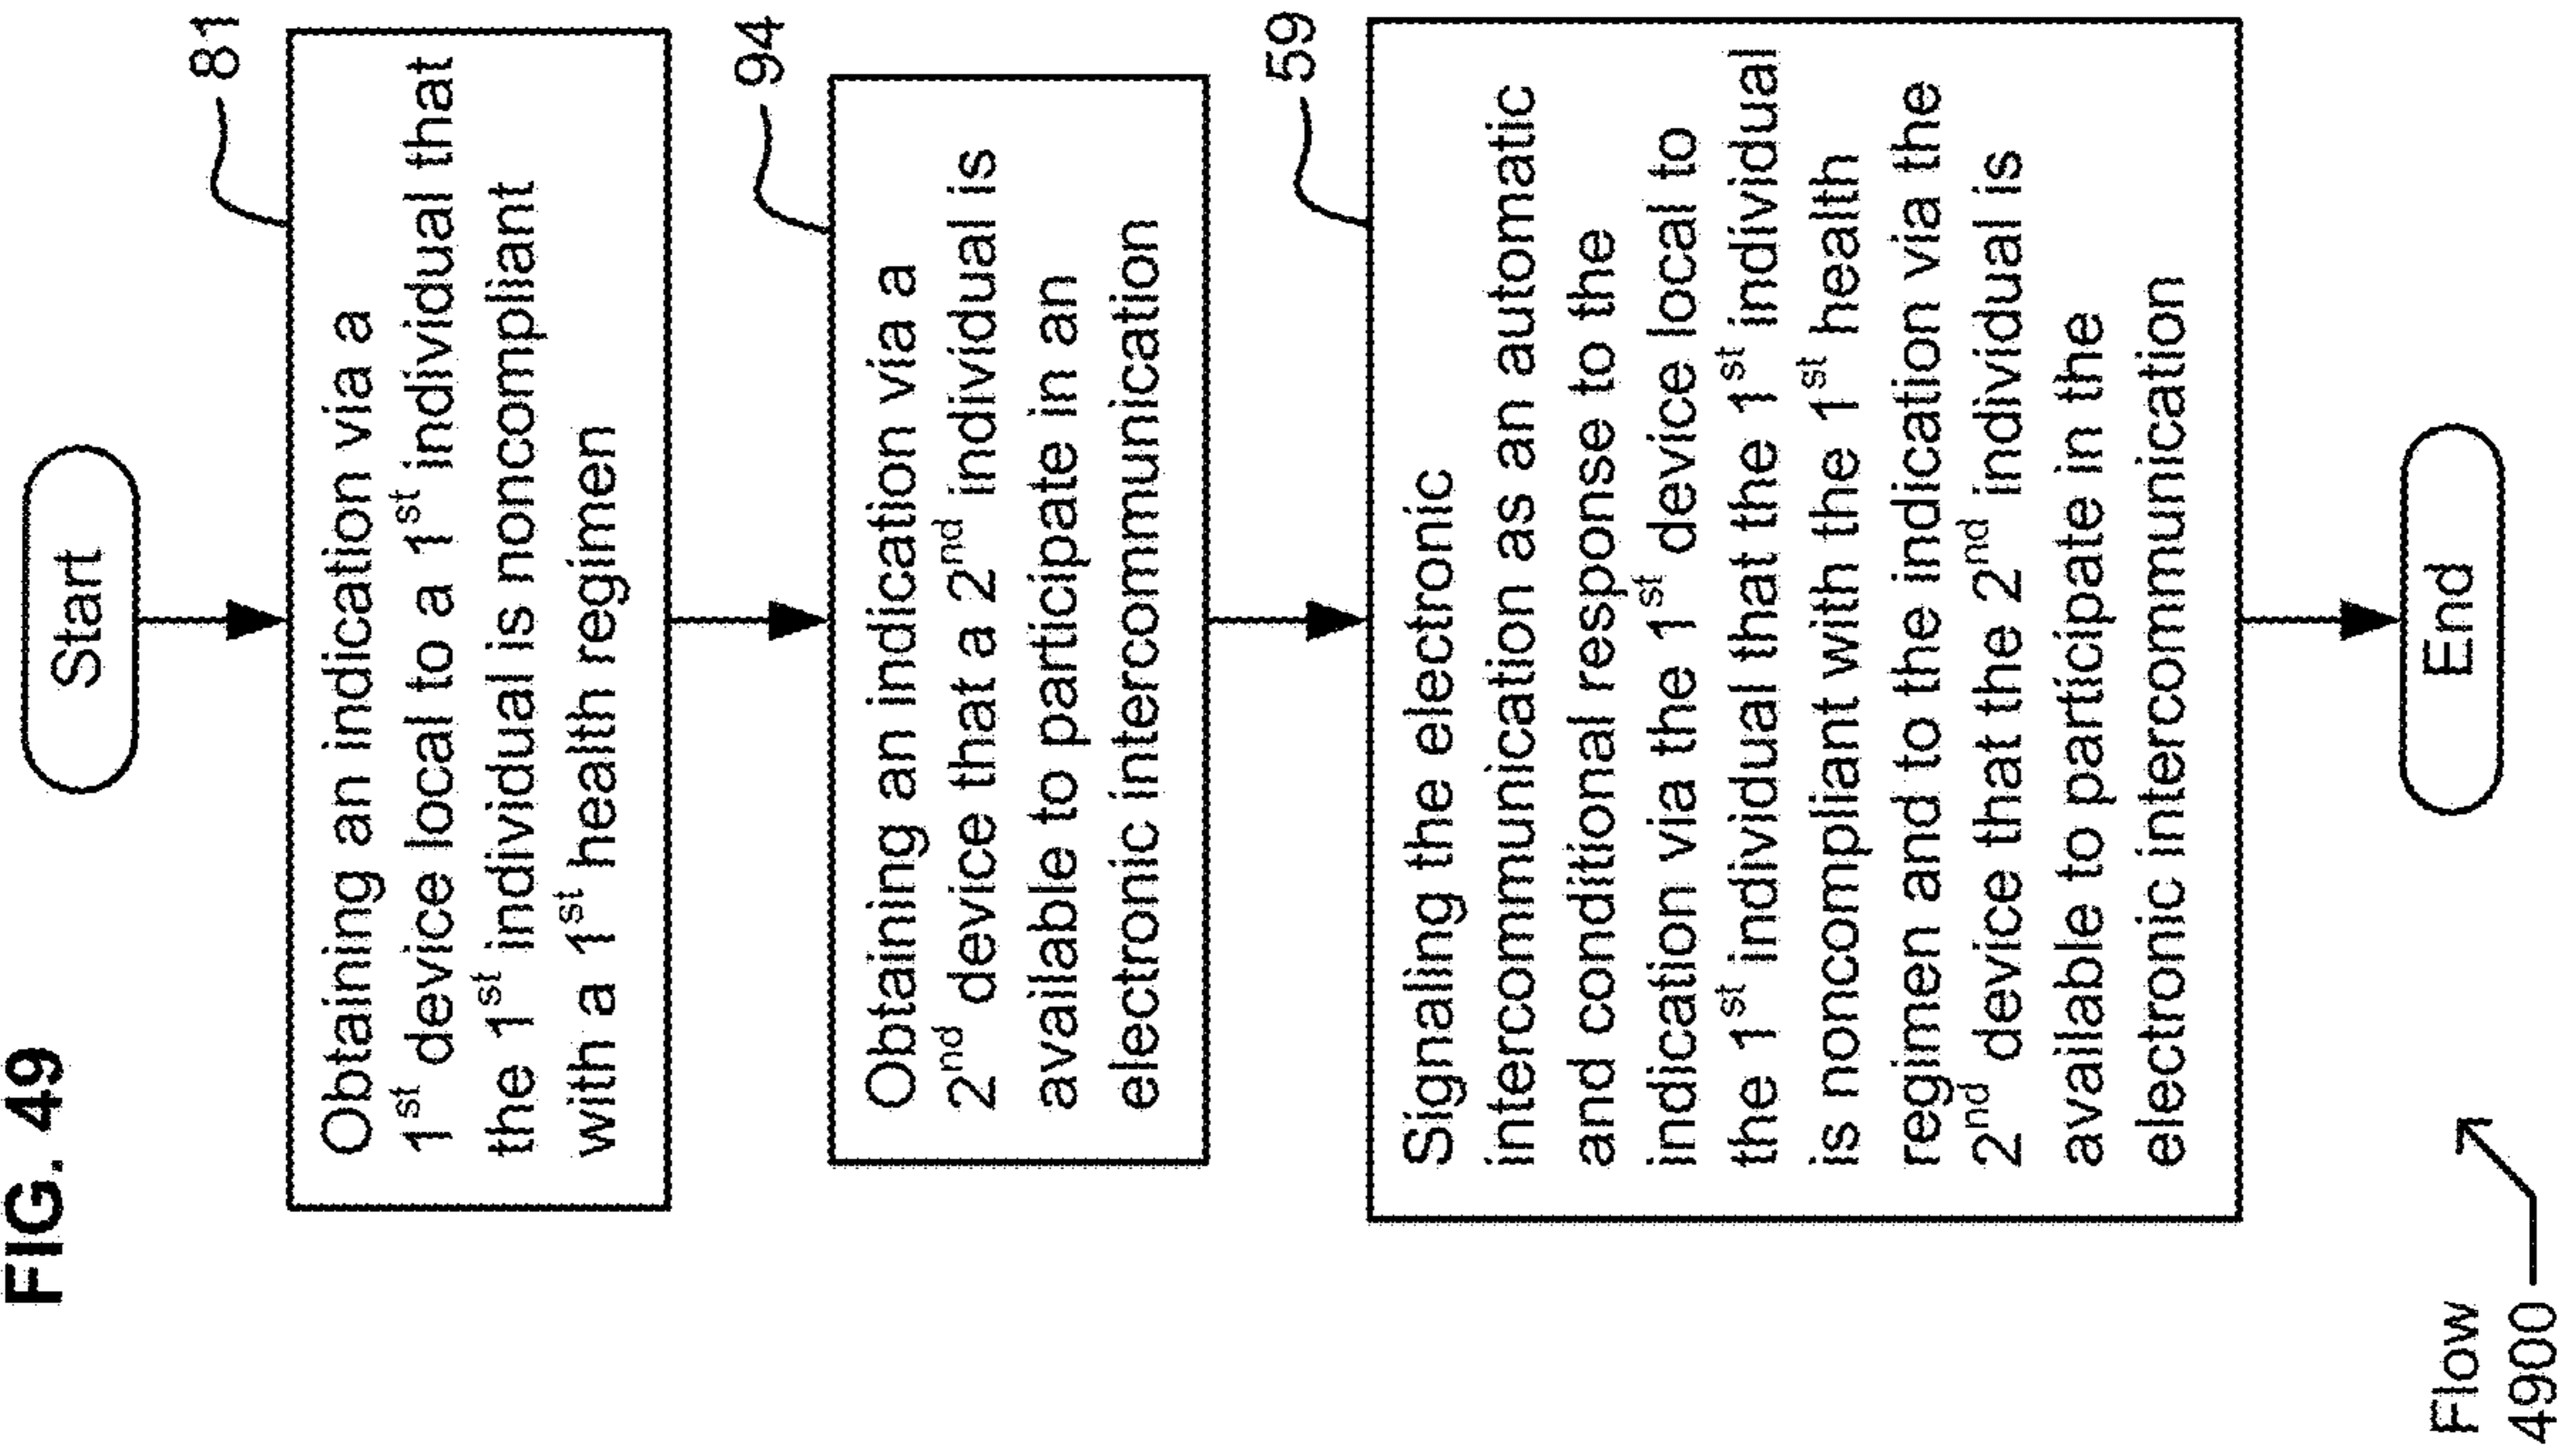 FIG. 49
Start
81
Obtaining an indication via a
1st device local to a 1st individual that
the 1st individual is noncompliant
with a 1st health regimen
94
Obtaining an indication via a
2nd device that a 2nd individual is
available to participate in an
electronic intercommunication
59
Signaling the electronic
intercommunication as an automatic
and conditional response to the
indication via the 1st device local to
the 1st individual that the 1st individual
is noncompliant with the 1st health
regimen and to the indication via the
2nd device that the 2nd individual is
available to participate in the
electronic intercommunication
End
Flow
4900